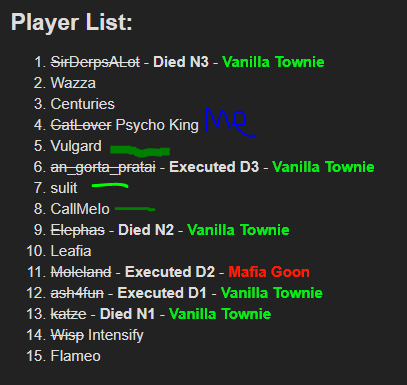 Player List:
1. SirDerpsALot - Died N3 - Vanilla Townie
2. Wazza
3. Centuries
4. CatLover Psycho King Me
5. Vulgard
6. an_gorta_pratai - Executed D3 - Vanilla Townie
7. sulit
8. CallMeIo
9. Elephas - Died N2 - Vanilla Townie
10. Leafia
11. Moleland - Executed D2 - Mafia Goon
12. ash4fun - Executed D1 - Vanilla Townie
13. katze - Died N1 - Vanilla Townie
14. Wisp Intensify
15. Flameo